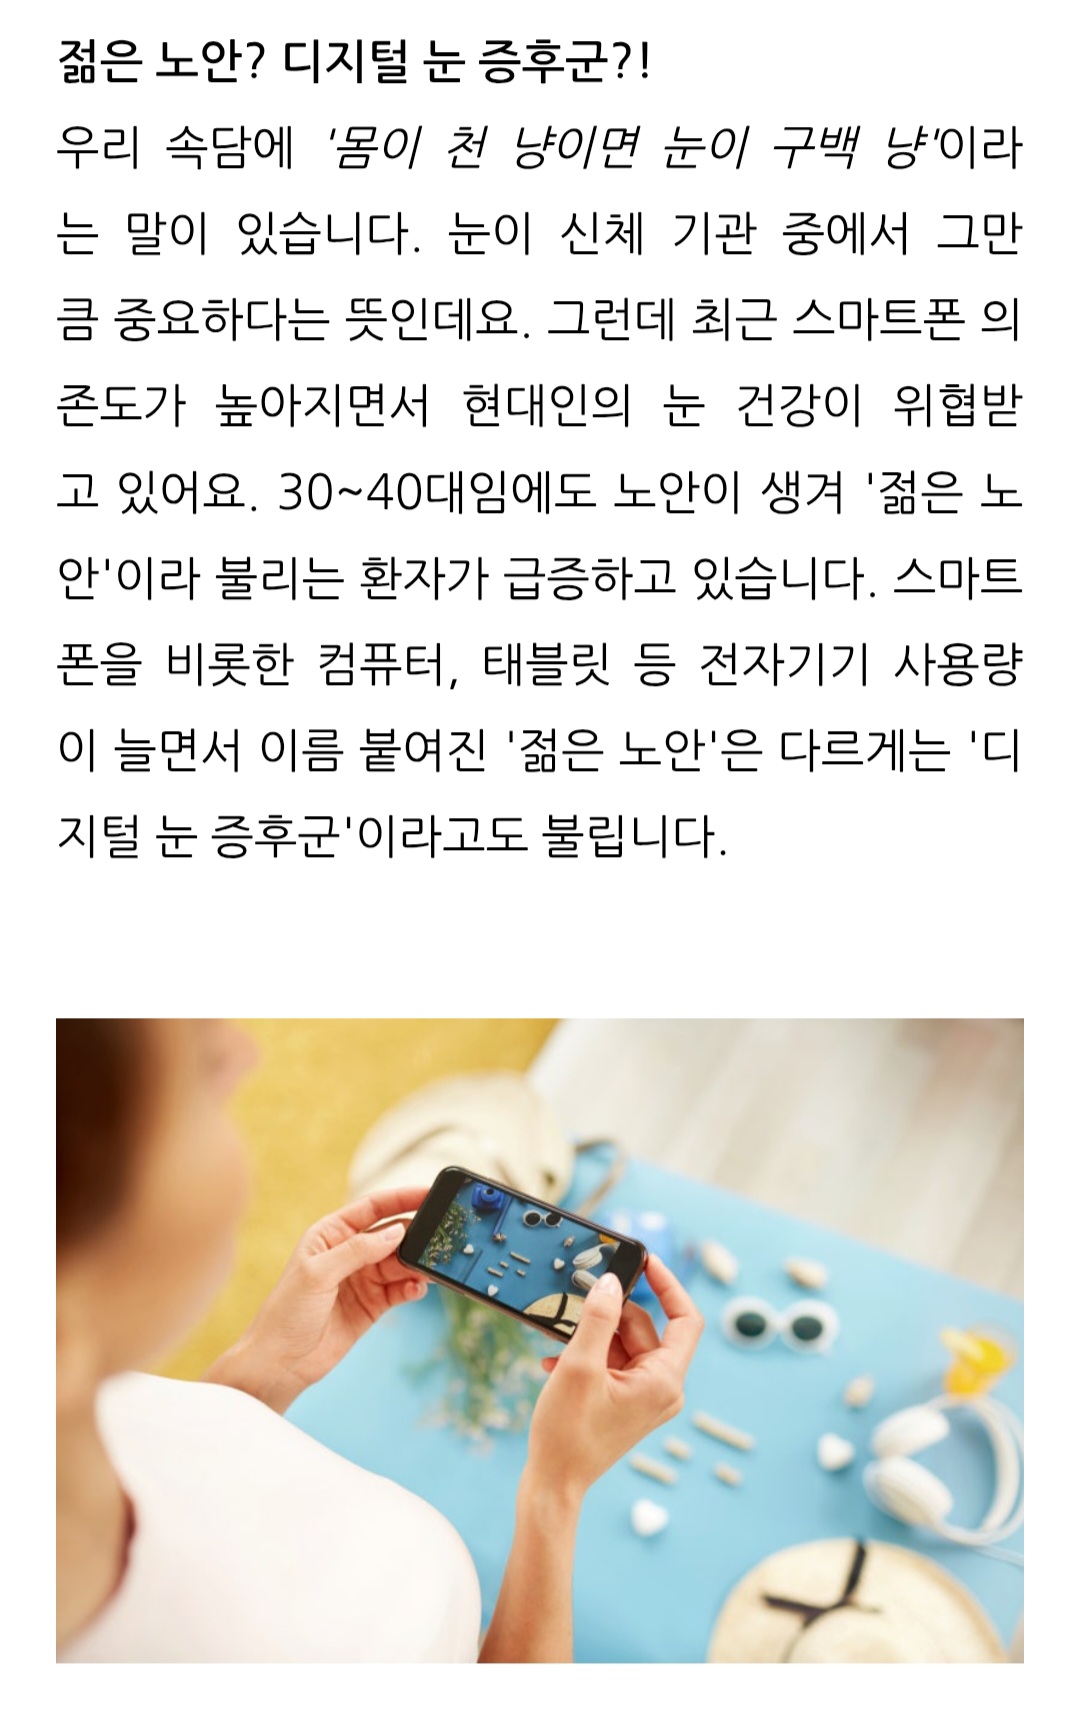 젊은 노안? 디지털 눈 증후군?!
우리 속담에 '몸이 천 냥이면 눈이 구백 냥'이라
는 말이 있습니다. 눈이 신체 기관 중에서 그만
큼 중요하다는 뜻인데요. 그런데 최근 스마트폰 의
존도가 높아지면서 현대인의 눈 건강이 위협받
고 있어요. 30~40대임에도 노안이 생겨 '젊은 노
안'이라 불리는 환자가 급증하고 있습니다. 스마트
폰을 비롯한 컴퓨터, 태블릿 등 전자기기 사용량
이 늘면서 이름 붙여진 '젊은 노안'은 다르게는 '디
지털 눈 증후군'이라고도 불립니다.